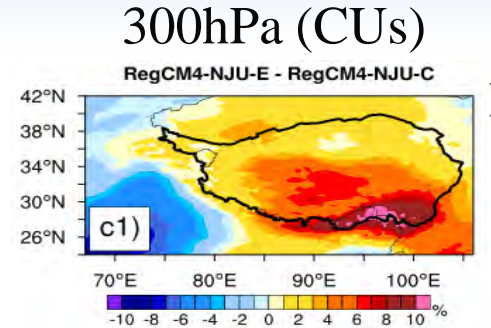 300hPa (CUs)
RegCM4-NJU-E - RegCM4-NJU-C
42°N
38°N
34°N
30°N
26°N
c1)
70°E 80°E 90°E 100°E
-10 -8 -6 -4 -2 0 2 4 6 8 10 %